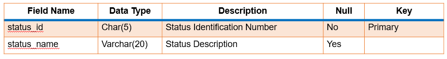 Field Name Data Type Description Null Key
status_id Char(5) Status Identification Number No Primary
status_name Varchar(20) Status Description Yes